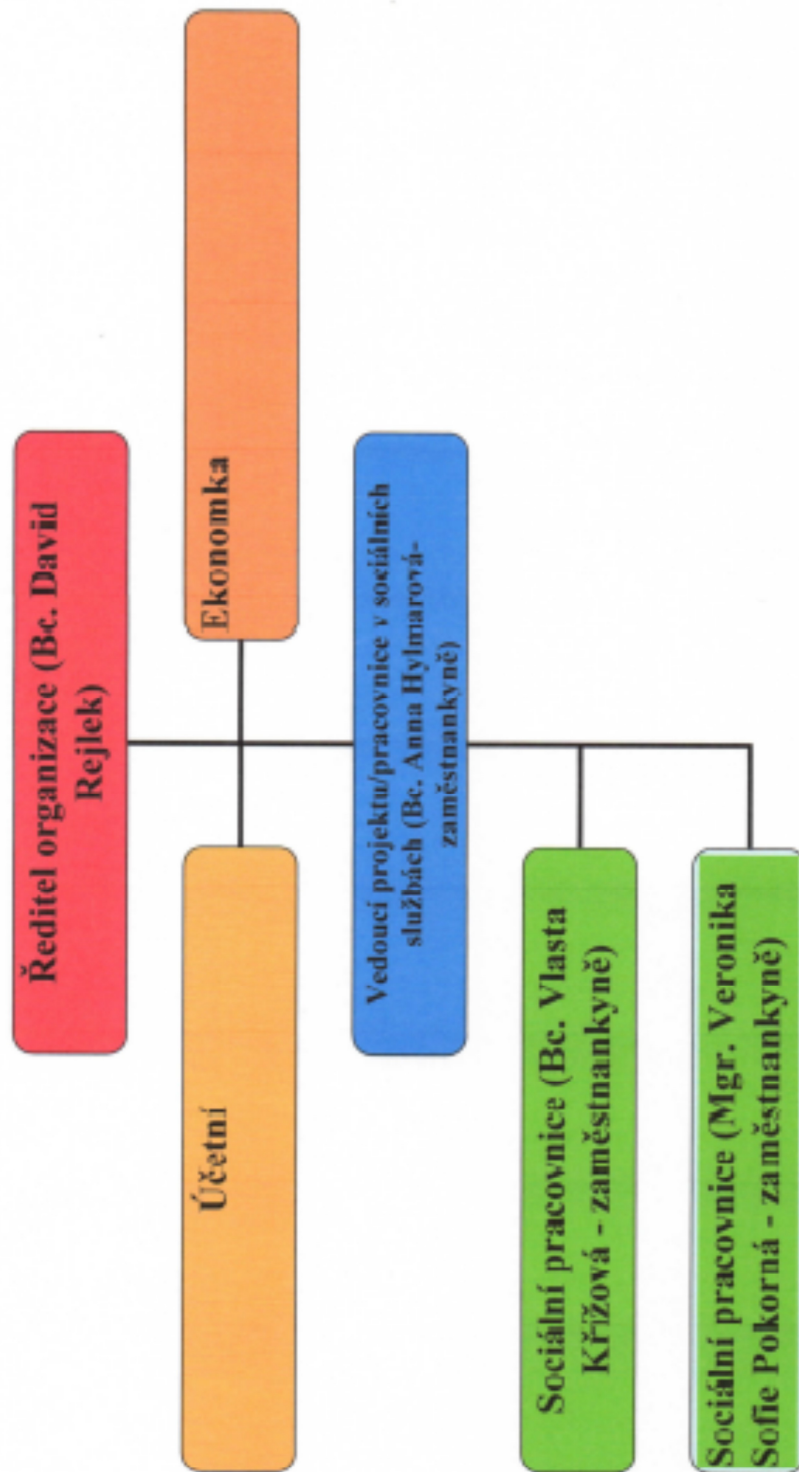 Ředitel organizace (Bc. David
Rejlek)
Účetní
Ekonomka
Vedoucí projektu/pracovnice v sociálních
službách (Bc. Anna Hylmarová-
zaměstnankyně)
Sociální pracovnice (Bc. Vlasta
Křížová - zaměstnankyně)
Sociální pracovnice (Mgr. Veronika
Sofie Pokorná - zaměstnankyně)